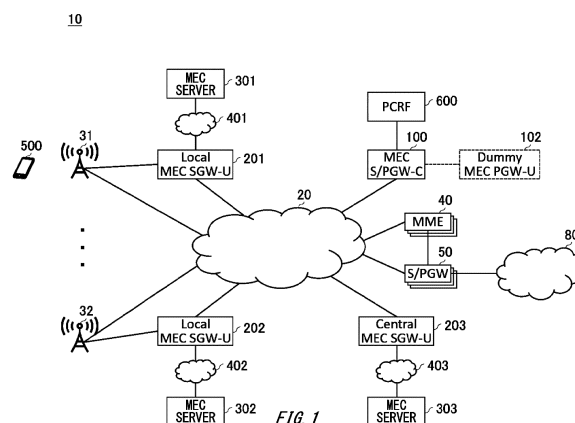 10
MEC
SERVER
301
401
PCRF
600
500
31
Local
MEC SGW-U
201
MEC
S/PGW-C
100
Dummy
MEC PGW-U
102
20
40
MME
50
S/PGW
80
32
Local
MEC SGW-U
202
Central
MEC SGW-U
203
402
403
MEC
SERVER
302
FIG. 1
MEC
SERVER
303